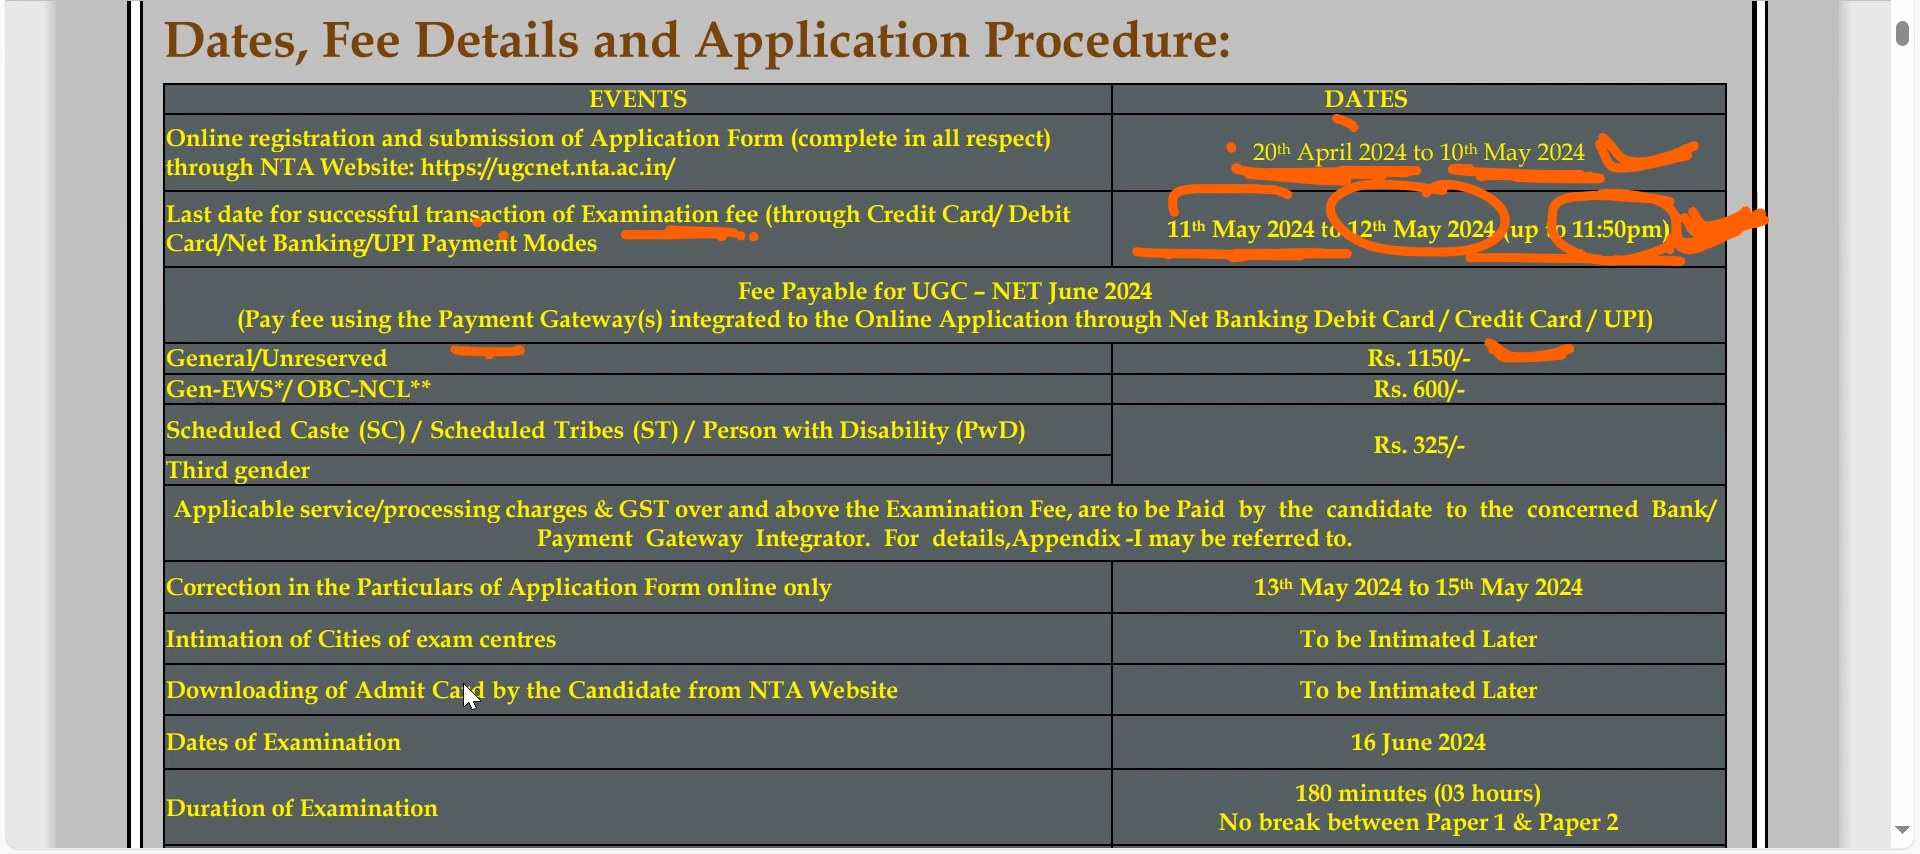 Dates, Fee Details and Application Procedure:
EVENTS
DATES
Online registration and submission of Application Form (complete in all respect)
through NTA Website: https://ugcnet.nta.ac.in/
20th April 2024 to 10th May 2024
Last date for successful transaction of Examination fee (through Credit Card/ Debit
Card/Net Banking/UPI Payment Modes
11th May 2024 to 12th May 2024 (up to 11:50pm)
Fee Payable for UGC – NET June 2024
(Pay fee using the Payment Gateway(s) integrated to the Online Application through Net Banking Debit Card / Credit Card / UPI)
General/Unreserved
Rs. 1150/-
Gen-EWS*/ OBC-NCL**
Rs. 600/-
Scheduled Caste (SC) / Scheduled Tribes (ST) / Person with Disability (PwD)
Rs. 325/-
Third gender
Applicable service/processing charges & GST over and above the Examination Fee, are to be Paid by the candidate to the concerned Bank/
Payment Gateway Integrator. For details,Appendix -I may be referred to.
Correction in the Particulars of Application Form online only
13th May 2024 to 15th May 2024
Intimation of Cities of exam centres
To be Intimated Later
Downloading of Admit Card by the Candidate from NTA Website
To be Intimated Later
Dates of Examination
16 June 2024
Duration of Examination
180 minutes (03 hours)
No break between Paper 1 & Paper 2